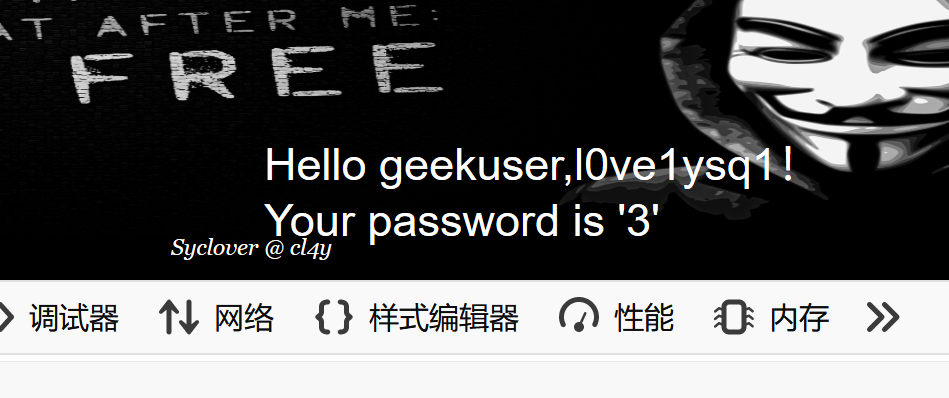 AT AFTER ME:
FREE
Hello geekuser,l0ve1ysq1!
Your password is '3'
Syclover @ cl4y
调试器 网络 {} 样式编辑器 性能 内存